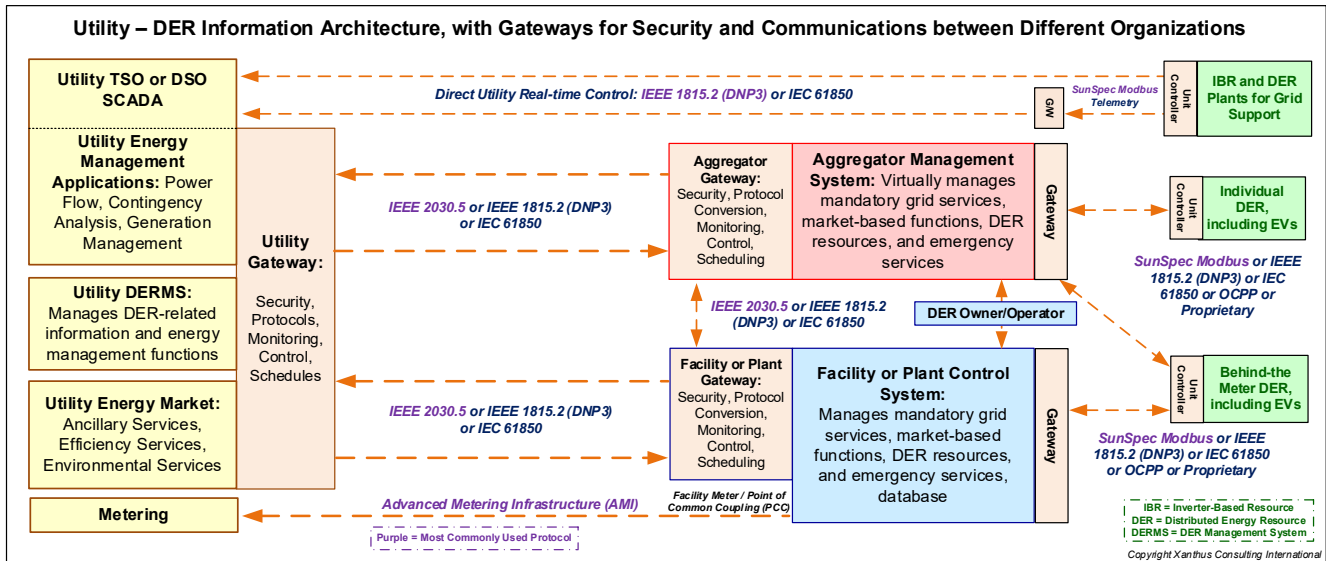 Utility – DER Information Architecture, with Gateways for Security and Communications between Different Organizations
Utility TSO or DSO
SCADA
Direct Utility Real-time Control: IEEE 1815.2 (DNP3) or IEC 61850
G/W
SunSpec Modbus
Telemetry
Unit
Controller
IBR and DER
Plants for Grid
Support
Utility Energy
Management
Applications: Power
Flow, Contingency
Analysis, Generation
Management
Utility
Gateway:
Security,
Protocols,
Monitoring,
Control,
Schedules
IEEE 2030.5 or IEEE 1815.2 (DNP3)
or IEC 61850
Aggregator
Gateway:
Security, Protocol
Conversion,
Monitoring,
Control,
Scheduling
Aggregator Management
System: Virtually manages
mandatory grid services,
market-based functions, DER
resources, and emergency
services
Gateway
Unit
Controller
Individual
DER,
including EVs
SunSpec Modbus or IEEE
1815.2 (DNP3) or IEC
61850 or OCPP or
Proprietary
Utility DERMS:
Manages DER-related
information and energy
management functions
IEEE 2030.5 or IEEE 1815.2
(DNP3) or IEC 61850
DER Owner/Operator
Utility Energy Market:
Ancillary Services,
Efficiency Services,
Environmental Services
IEEE 2030.5 or IEEE 1815.2 (DNP3)
or IEC 61850
Facility or Plant
Gateway:
Security, Protocol
Conversion,
Monitoring,
Control,
Scheduling
Facility or Plant Control
System:
Manages mandatory grid
services, market-based
functions, DER resources,
and emergency services,
database
Gateway
Unit
Controller
Behind-the
Meter DER,
including EVs
SunSpec Modbus or IEEE
1815.2 (DNP3) or IEC 61850
or OCPP or Proprietary
Metering
Advanced Metering Infrastructure (AMI)
Facility Meter / Point of
Common Coupling (PCC)
Purple = Most Commonly Used Protocol
IBR = Inverter-Based Resource
DER = Distributed Energy Resource
DERMS = DER Management System
Copyright Xanthus Consulting International